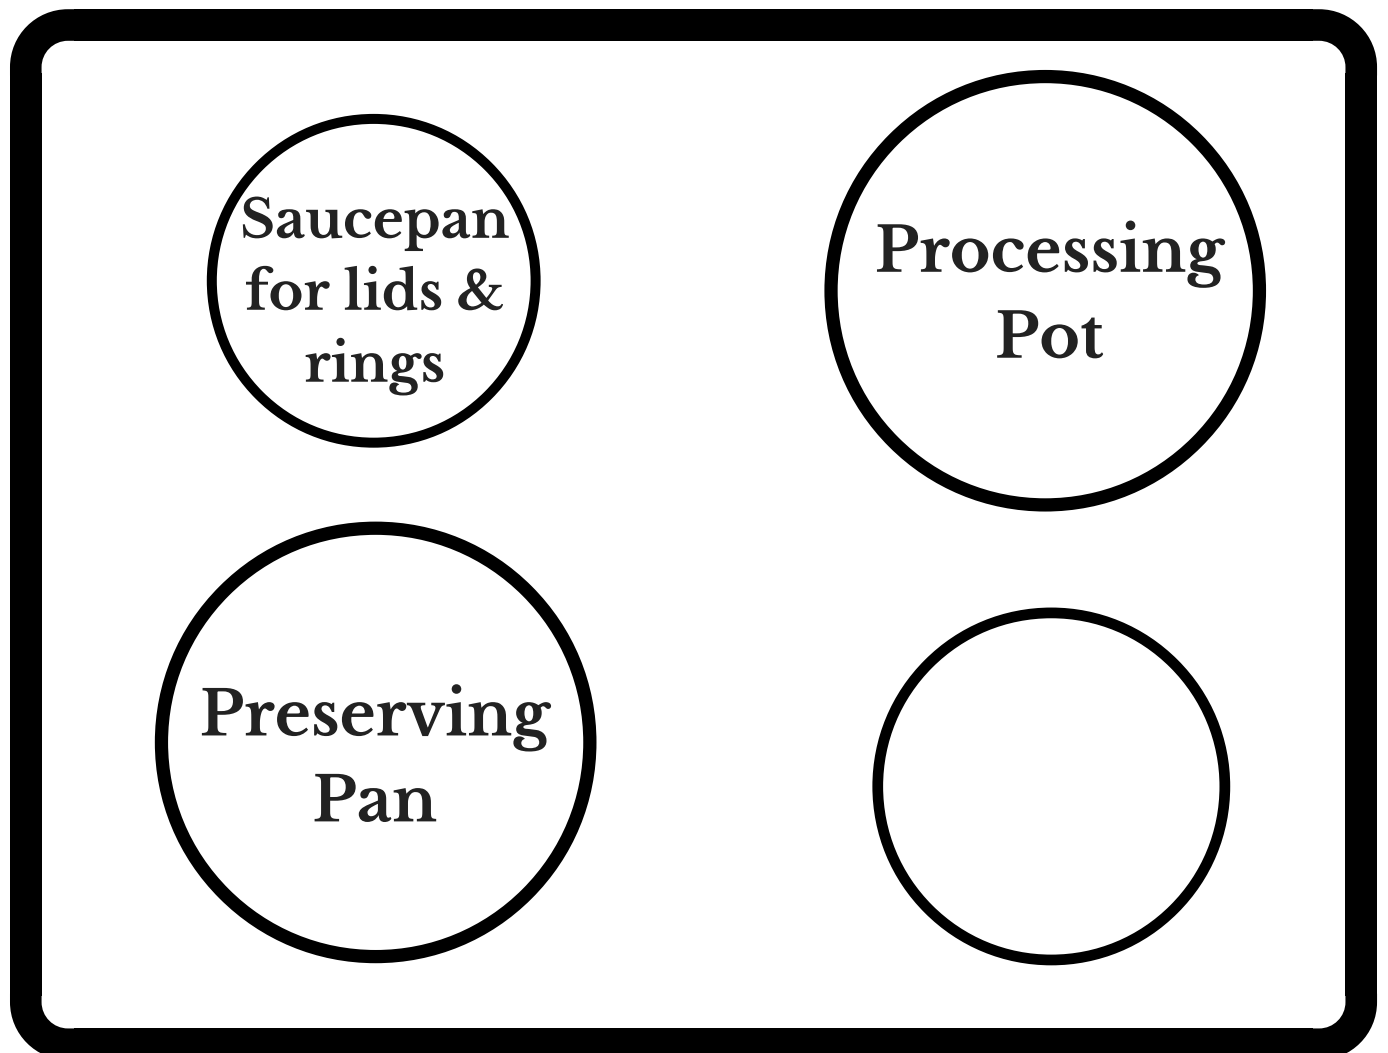 Saucepan
for lids &
rings
Processing
Pot
Preserving
Pan